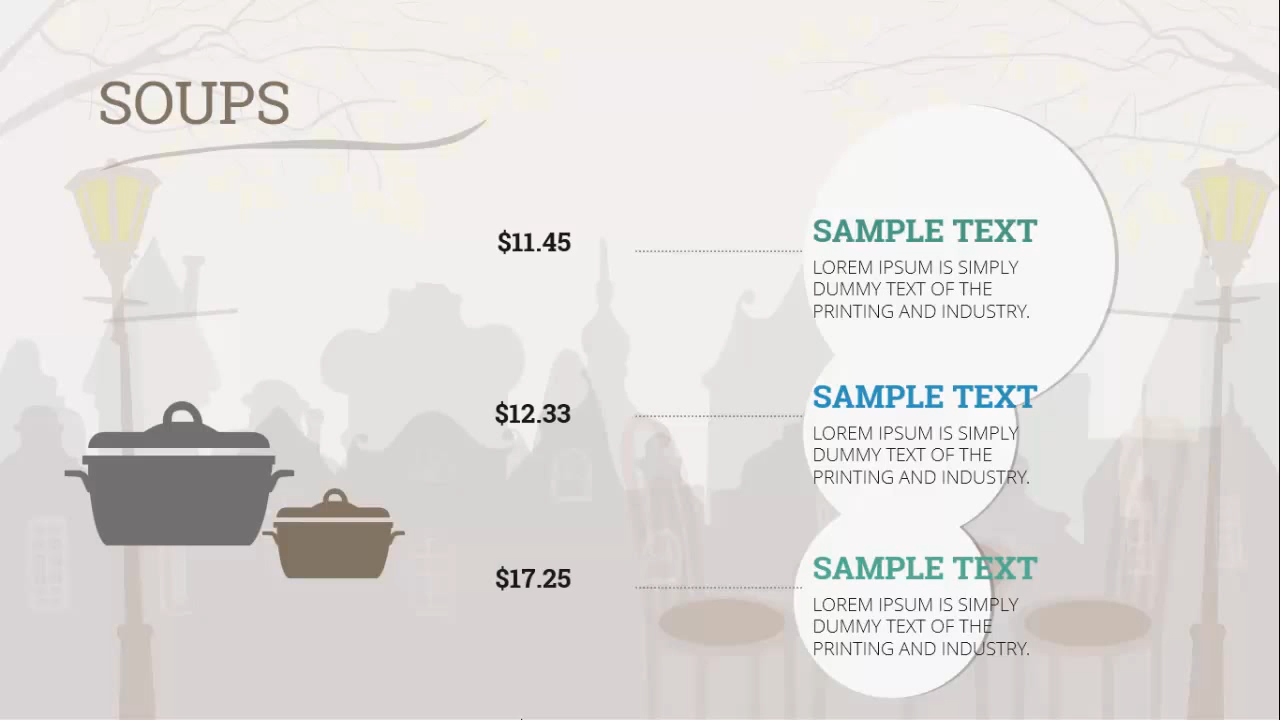 SOUPS
$11.45
SAMPLE TEXT
LOREM IPSUM IS SIMPLY
DUMMY TEXT OF THE
PRINTING AND INDUSTRY.
$12.33
SAMPLE TEXT
LOREM IPSUM IS SIMPLY
DUMMY TEXT OF THE
PRINTING AND INDUSTRY.
$17.25
SAMPLE TEXT
LOREM IPSUM IS SIMPLY
DUMMY TEXT OF THE
PRINTING AND INDUSTRY.